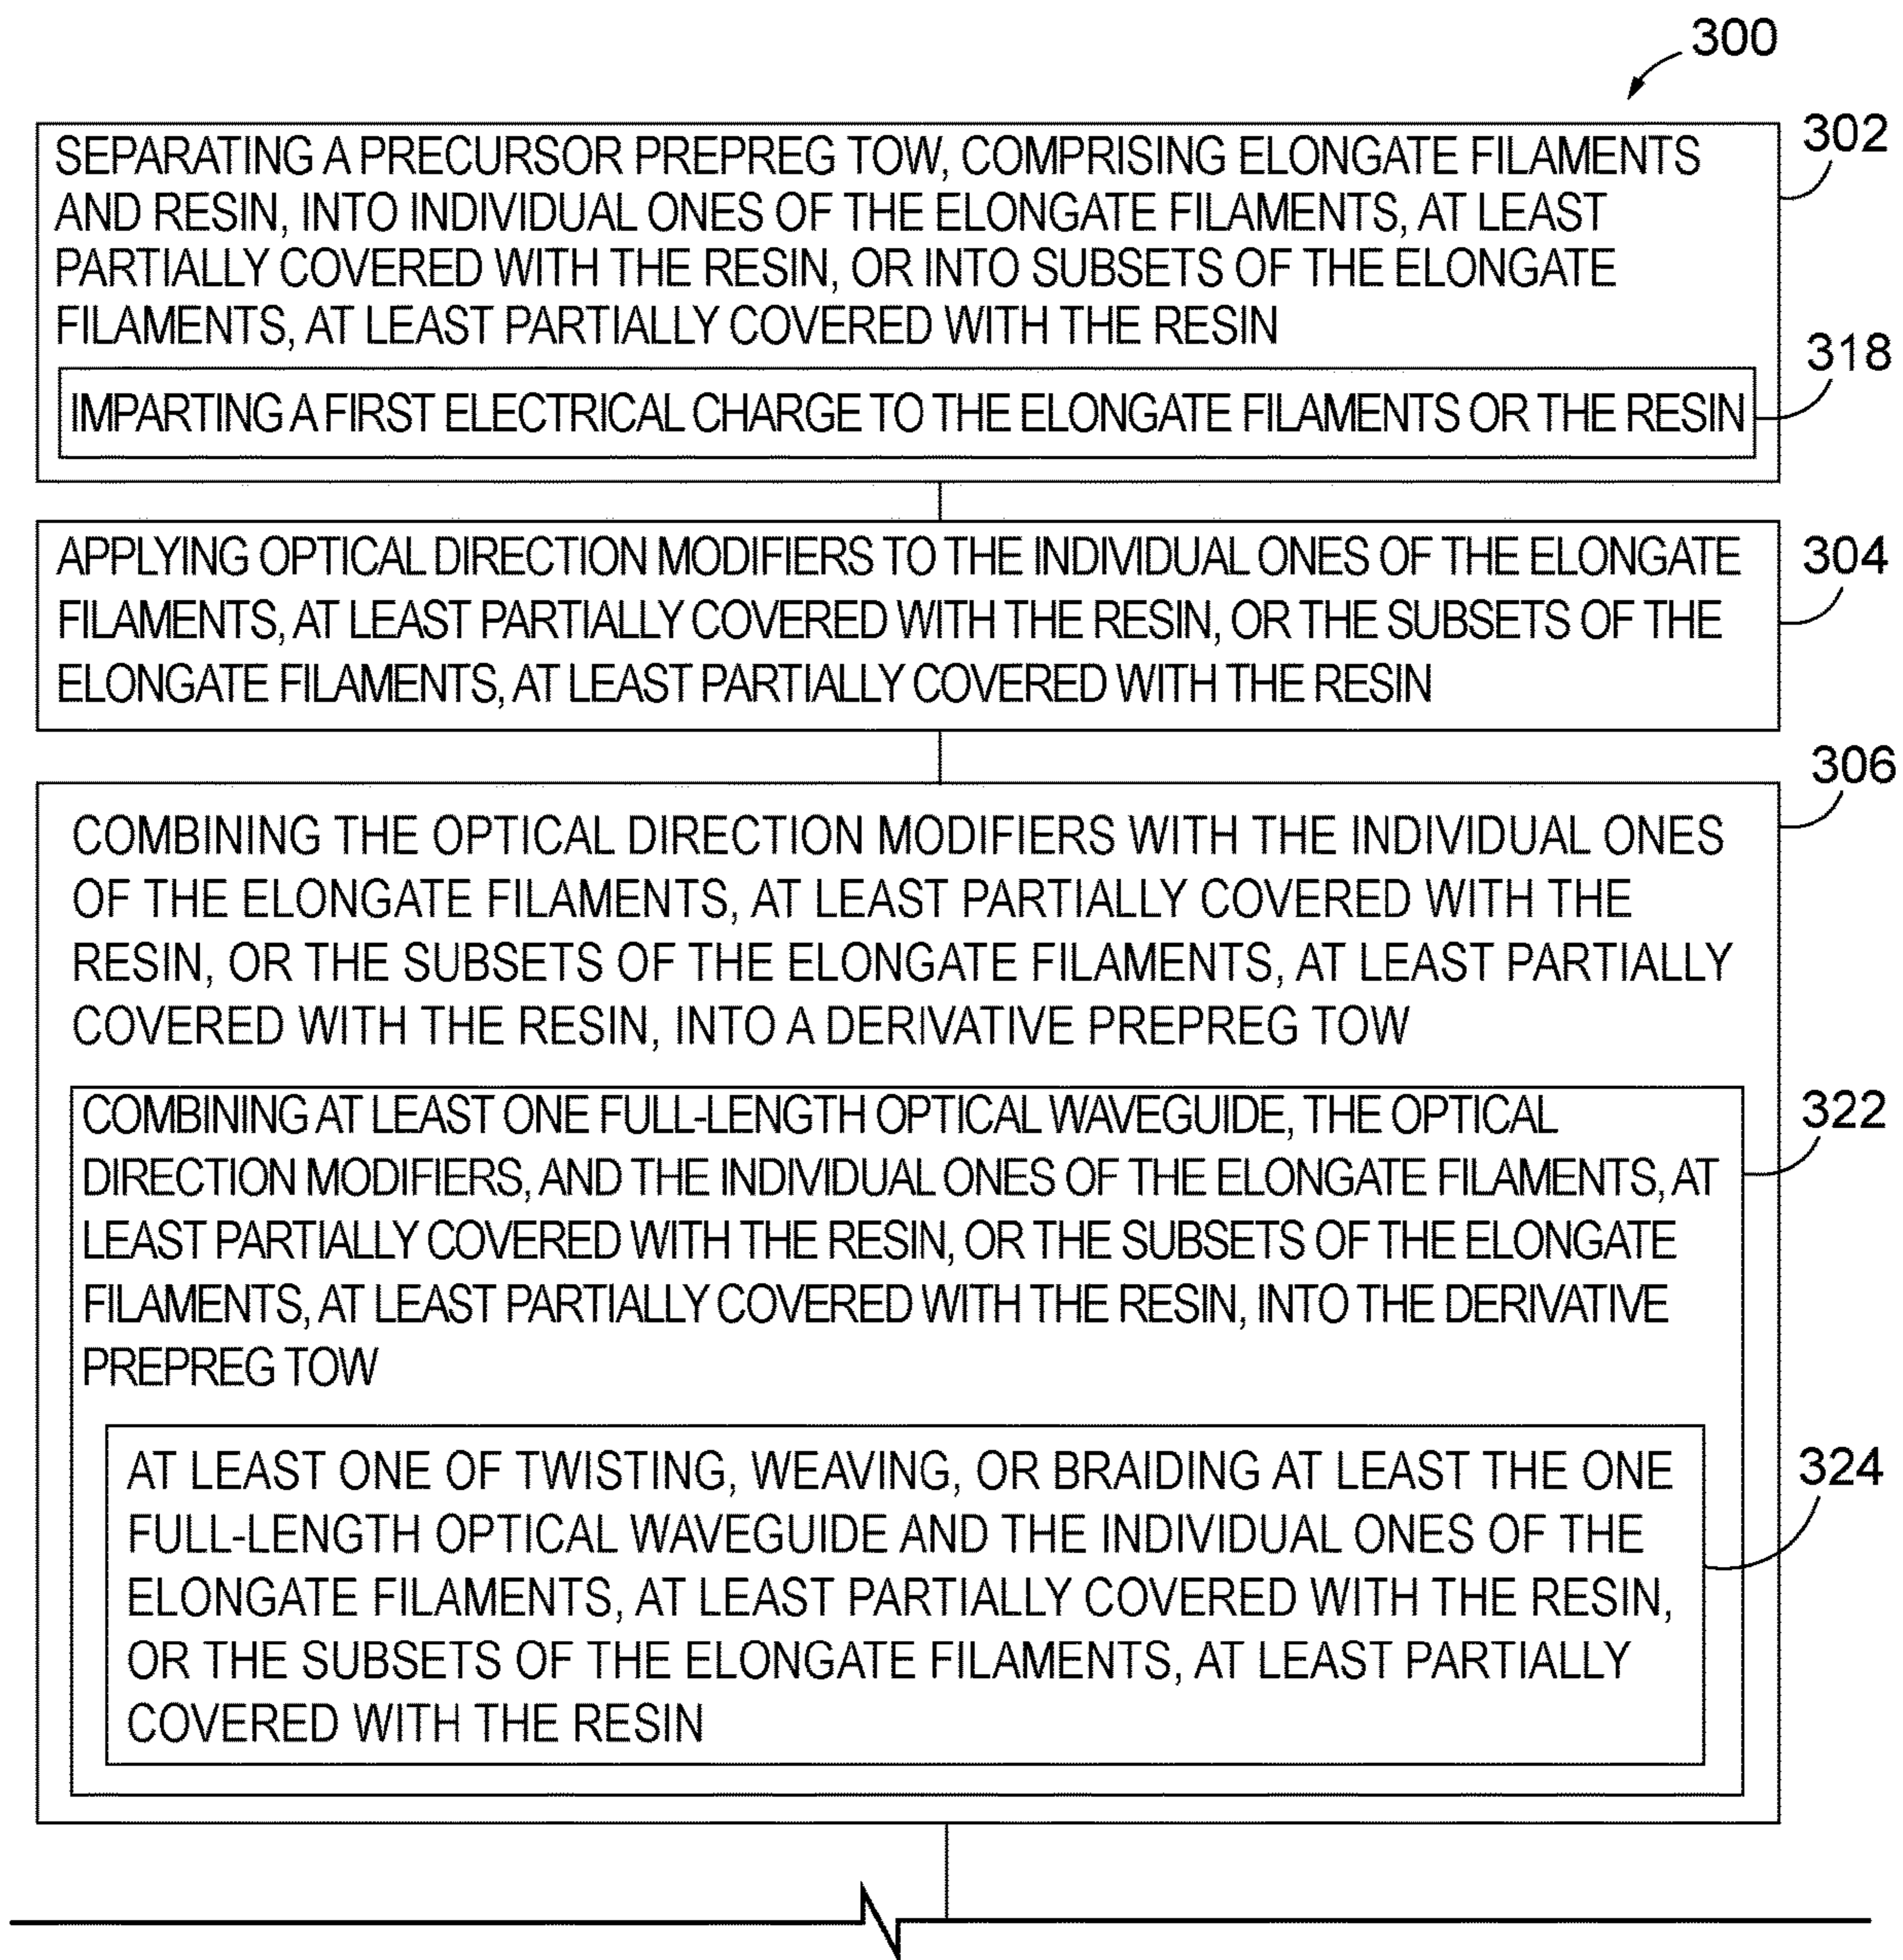 300
302
SEPARATING A PRECURSOR PREPREG TOW, COMPRISING ELONGATE FILAMENTS
AND RESIN, INTO INDIVIDUAL ONES OF THE ELONGATE FILAMENTS, AT LEAST
PARTIALLY COVERED WITH THE RESIN, OR INTO SUBSETS OF THE ELONGATE
FILAMENTS, AT LEAST PARTIALLY COVERED WITH THE RESIN
318
IMPARTING A FIRST ELECTRICAL CHARGE TO THE ELONGATE FILAMENTS OR THE RESIN
304
APPLYING OPTICAL DIRECTION MODIFIERS TO THE INDIVIDUAL ONES OF THE ELONGATE
FILAMENTS, AT LEAST PARTIALLY COVERED WITH THE RESIN, OR THE SUBSETS OF THE
ELONGATE FILAMENTS, AT LEAST PARTIALLY COVERED WITH THE RESIN
306
COMBINING THE OPTICAL DIRECTION MODIFIERS WITH THE INDIVIDUAL ONES
OF THE ELONGATE FILAMENTS, AT LEAST PARTIALLY COVERED WITH THE
RESIN, OR THE SUBSETS OF THE ELONGATE FILAMENTS, AT LEAST PARTIALLY
COVERED WITH THE RESIN, INTO A DERIVATIVE PREPREG TOW
322
COMBINING AT LEAST ONE FULL-LENGTH OPTICAL WAVEGUIDE, THE OPTICAL
DIRECTION MODIFIERS, AND THE INDIVIDUAL ONES OF THE ELONGATE FILAMENTS, AT
LEAST PARTIALLY COVERED WITH THE RESIN, OR THE SUBSETS OF THE ELONGATE
FILAMENTS, AT LEAST PARTIALLY COVERED WITH THE RESIN, INTO THE DERIVATIVE
PREPREG TOW
324
AT LEAST ONE OF TWISTING, WEAVING, OR BRAIDING AT LEAST THE ONE
FULL-LENGTH OPTICAL WAVEGUIDE AND THE INDIVIDUAL ONES OF THE
ELONGATE FILAMENTS, AT LEAST PARTIALLY COVERED WITH THE RESIN,
OR THE SUBSETS OF THE ELONGATE FILAMENTS, AT LEAST PARTIALLY
COVERED WITH THE RESIN